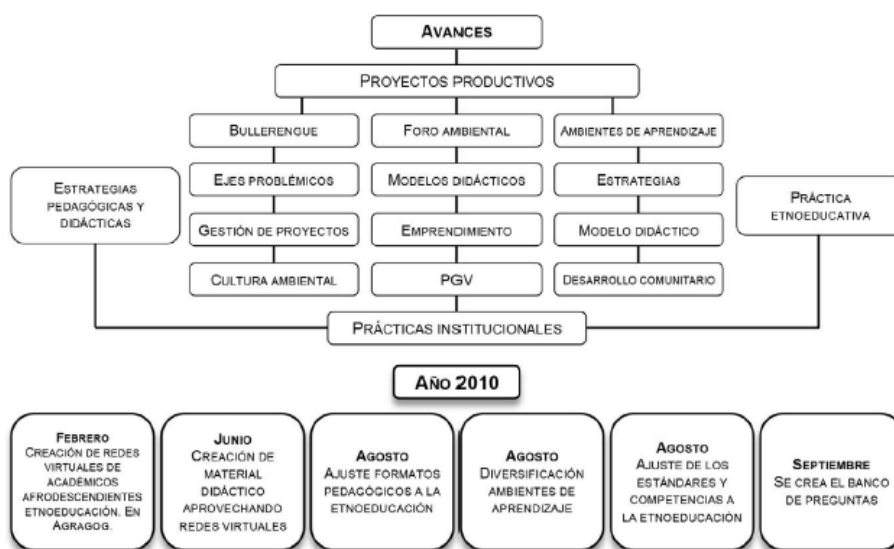 AVANCES
PROYECTOS PRODUCTIVOS
BULLERENGUE
FORO AMBIENTAL
AMBIENTES DE APRENDIZAJE
EJES PROBLÉMICOS
MODELOS DIDÁCTICOS
ESTRATEGIAS
GESTIÓN DE PROYECTOS
EMPRENDIMIENTO
MODELO DIDÁCTICO
CULTURA AMBIENTAL
PGV
DESARROLLO COMUNITARIO
ESTRATEGIAS
PEDAGÓGICAS Y
DIDÁCTICAS
PRÁCTICA
ETNOEDUCATIVA
PRÁCTICAS INSTITUCIONALES
AÑO 2010
FEBRERO
CREACIÓN DE REDES
VIRTUALES DE
ACADÉMICOS
AFRODESCENDIENTES
ETNOEDUCACIÓN. EN
AGRAGOG.
JUNIO
CREACIÓN DE
MATERIAL
DIDÁCTICO
APROVECHANDO
REDES VIRTUALES
AGOSTO
AJUSTE FORMATOS
PEDAGÓGICOS A LA
ETNOEDUCACIÓN
AGOSTO
DIVERSIFICACIÓN
AMBIENTES DE
APRENDIZAJE
AGOSTO
AJUSTE DE LOS
ESTÁNDARES Y
COMPETENCIAS A
LA ETNOEDUCACIÓN
SEPTIEMBRE
SE CREA EL BANCO
DE PREGUNTAS